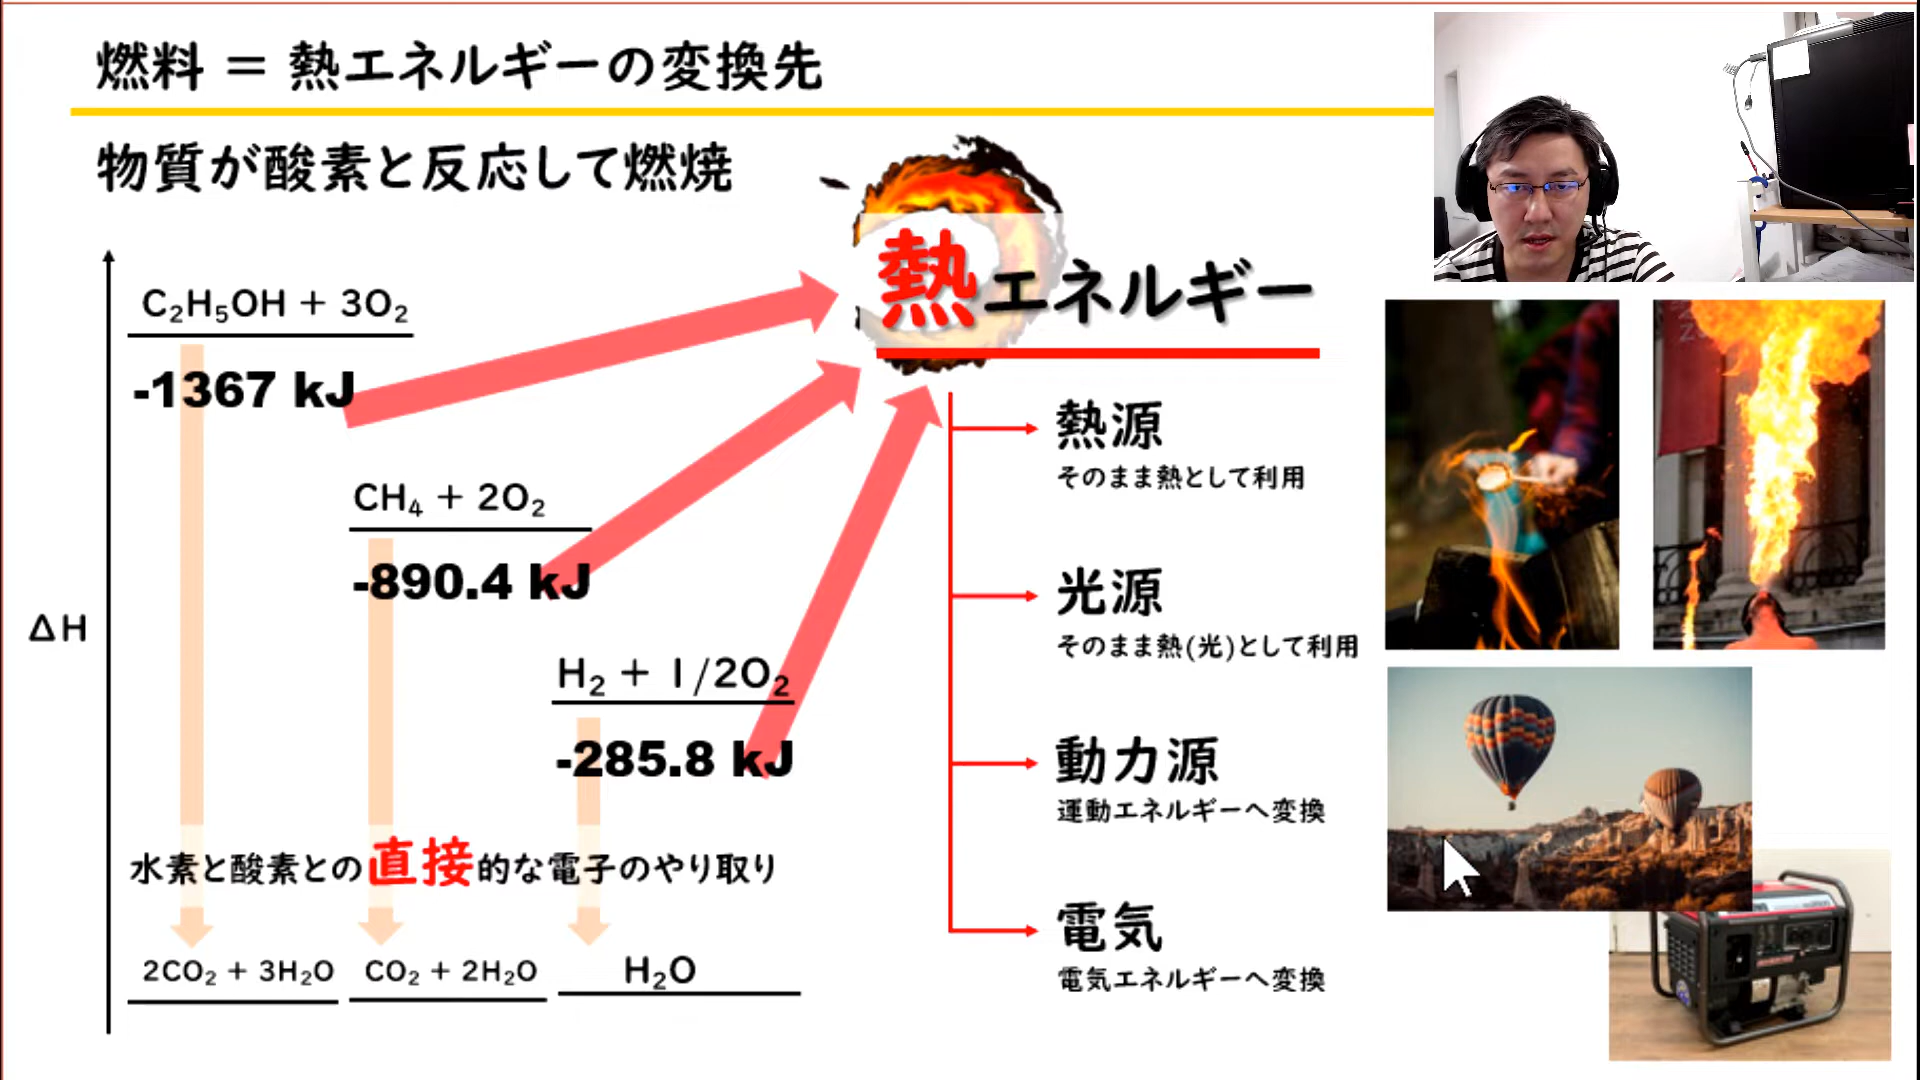 燃料 = 熱エネルギーの変換先
物質が酸素と反応して燃焼
熱エネルギー
C₂H₅OH + 3O₂
-1367 kJ
CH₄ + 2O₂
-890.4 kJ
H₂ + 1/2O₂
-285.8 kJ
ΔH
水素と酸素との直接的な電子のやり取り
2CO₂ + 3H₂O
CO₂ + 2H₂O
H₂O
熱源
そのまま熱として利用
光源
そのまま熱(光)として利用
動力源
運動エネルギーへ変換
電気
電気エネルギーへ変換